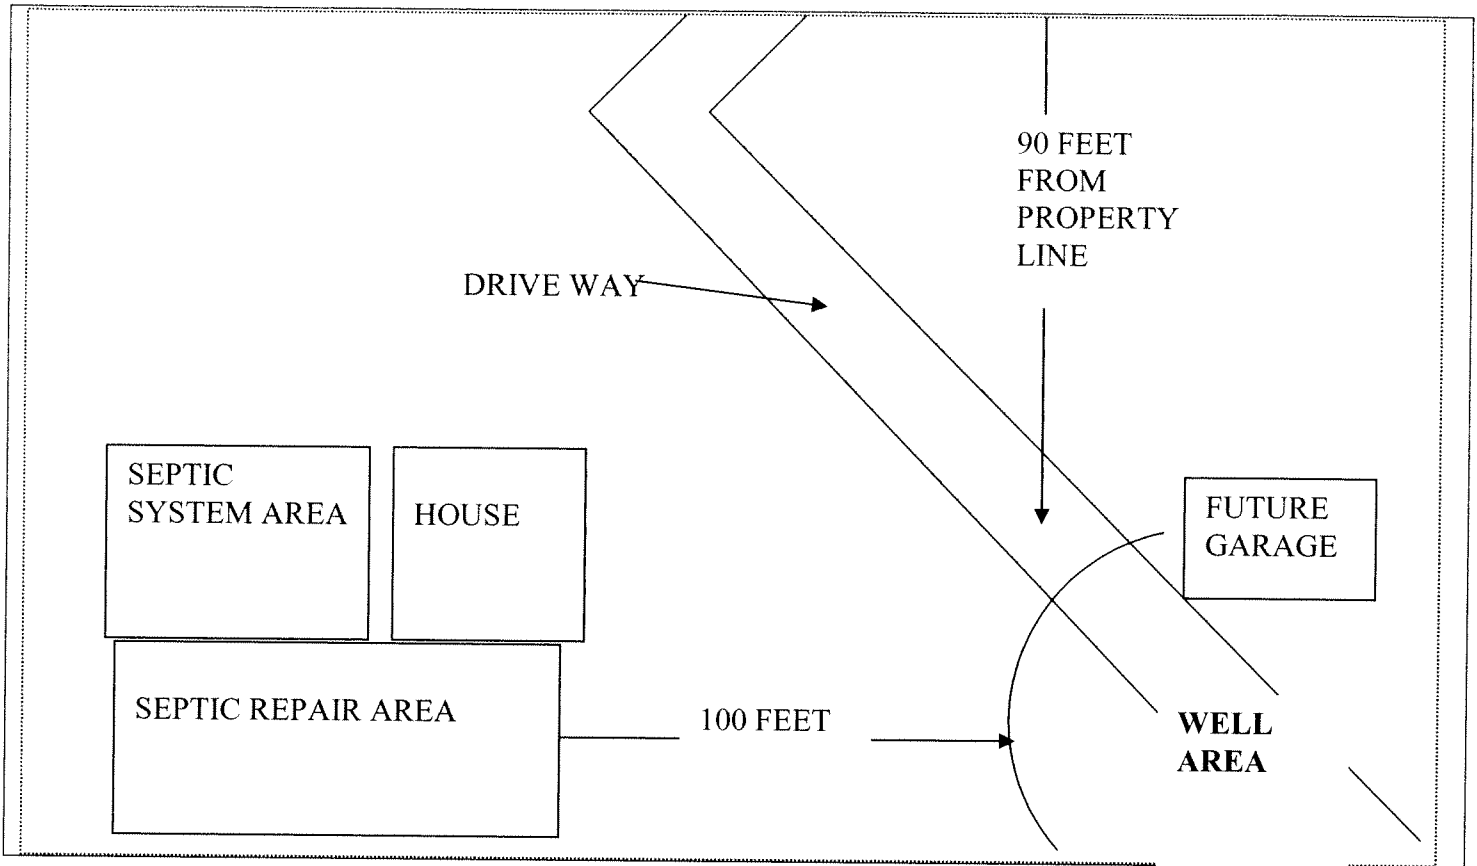 90 FEET
FROM
PROPERTY
LINE
DRIVE WAY
SEPTIC
SYSTEM AREA
HOUSE
FUTURE
GARAGE
SEPTIC REPAIR AREA
100 FEET
WELL
AREA